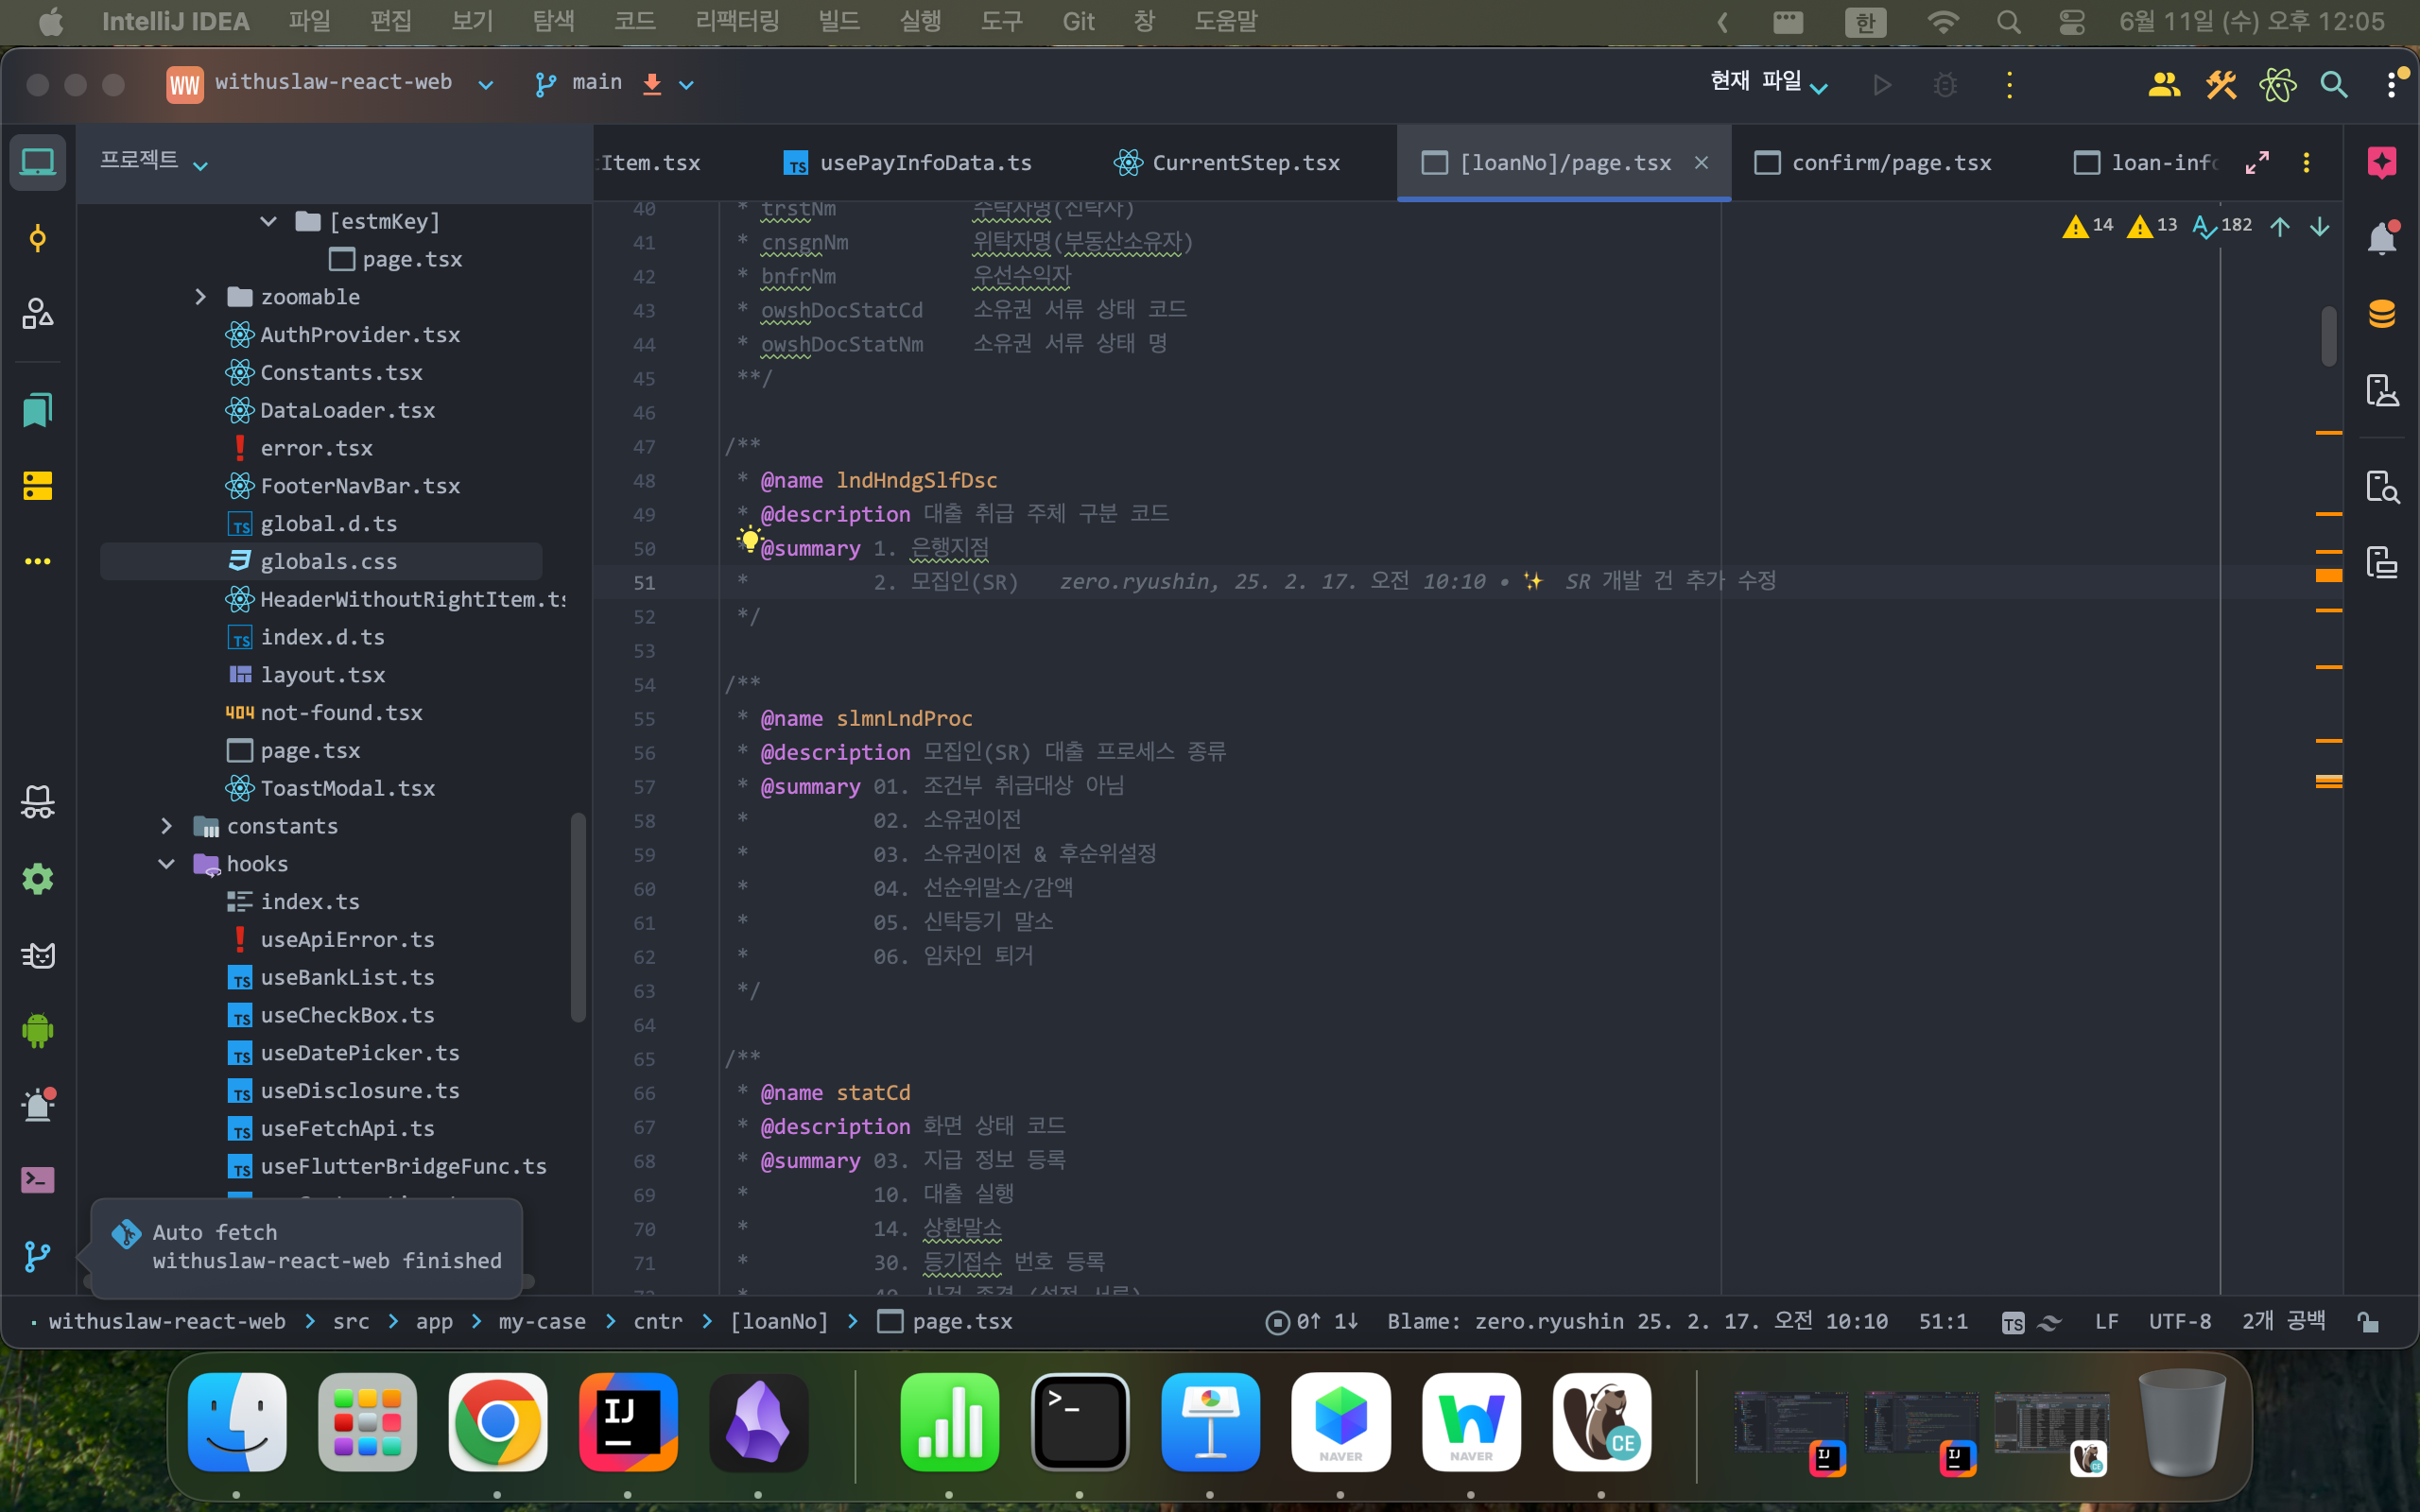 IntelliJ IDEA 파일 편집 보기 탐색 코드 리팩터링 빌드 실행 도구 Git 창 도움말 한 6월 11일 (수) 오후 12:05
WW withuslaw-react-web main 현재 파일
프로젝트
Item.tsx usePayInfoData.ts CurrentStep.tsx [loanNo]/page.tsx confirm/page.tsx loan-info
14 13 182
[estmKey]
page.tsx
zoomable
AuthProvider.tsx
Constants.tsx
DataLoader.tsx
error.tsx
FooterNavBar.tsx
global.d.ts
globals.css
HeaderWithoutRightItem.ts
index.d.ts
layout.tsx
404 not-found.tsx
page.tsx
ToastModal.tsx
constants
hooks
index.ts
useApiError.ts
useBankList.ts
useCheckBox.ts
useDatePicker.ts
useDisclosure.ts
useFetchApi.ts
useFlutterBridgeFunc.ts
Auto fetch
withuslaw-react-web finished
40 * trstNm 수탁자명(신탁사)
41 * cnsgnNm 위탁자명(부동산소유자)
42 * bnfrNm 우선수익자
43 * owshDocStatCd 소유권 서류 상태 코드
44 * owshDocStatNm 소유권 서류 상태 명
45 **/
46
47 /**
48 * @name lndHndgSlfDsc
49 * @description 대출 취급 주체 구분 코드
50 * @summary 1. 은행지점
51 * 2. 모집인(SR) zero.ryushin, 25. 2. 17. 오전 10:10 • ✨ SR 개발 건 추가 수정
52 */
53
54 /**
55 * @name slmnLndProc
56 * @description 모집인(SR) 대출 프로세스 종류
57 * @summary 01. 조건부 취급대상 아님
58 * 02. 소유권이전
59 * 03. 소유권이전 & 후순위설정
60 * 04. 선순위말소/감액
61 * 05. 신탁등기 말소
62 * 06. 임차인 퇴거
63 */
64
65 /**
66 * @name statCd
67 * @description 화면 상태 코드
68 * @summary 03. 지급 정보 등록
69 * 10. 대출 실행
70 * 14. 상환말소
71 * 30. 등기접수 번호 등록
withuslaw-react-web > src > app > my-case > cntr > [loanNo] > page.tsx 0↑ 1↓ Blame: zero.ryushin 25. 2. 17. 오전 10:10 51:1 TS LF UTF-8 2개 공백
IJ >_ NAVER NAVER CE IJ IJ CE